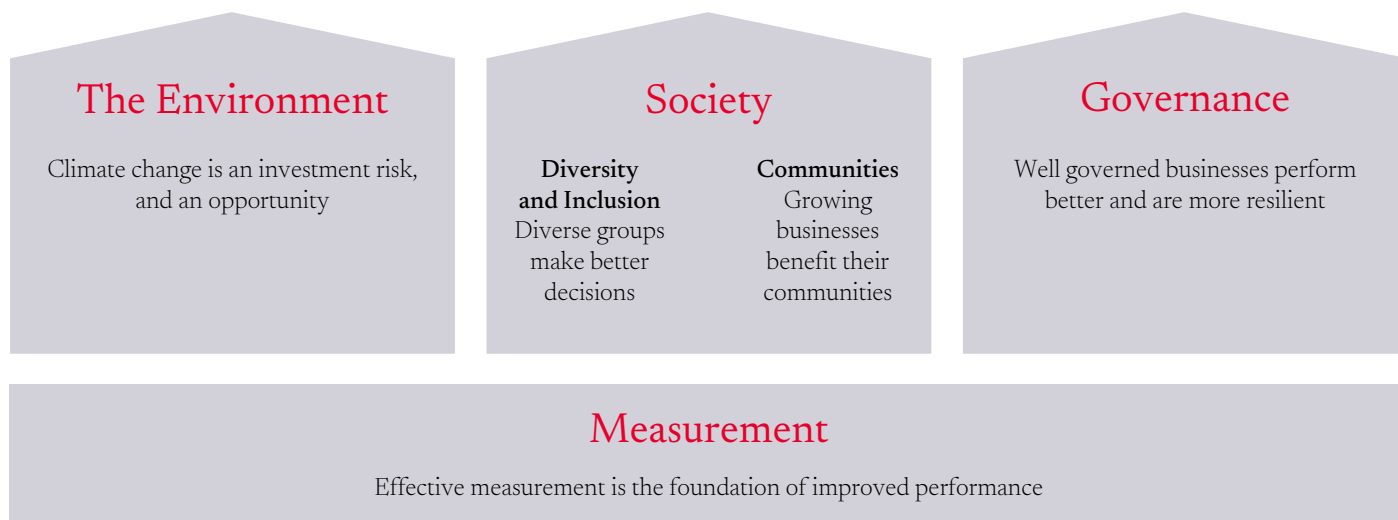 The Environment
Climate change is an investment risk,
and an opportunity
Society
Diversity
and Inclusion
Diverse groups
make better
decisions
Communities
Growing
businesses
benefit their
communities
Governance
Well governed businesses perform
better and are more resilient
Measurement
Effective measurement is the foundation of improved performance